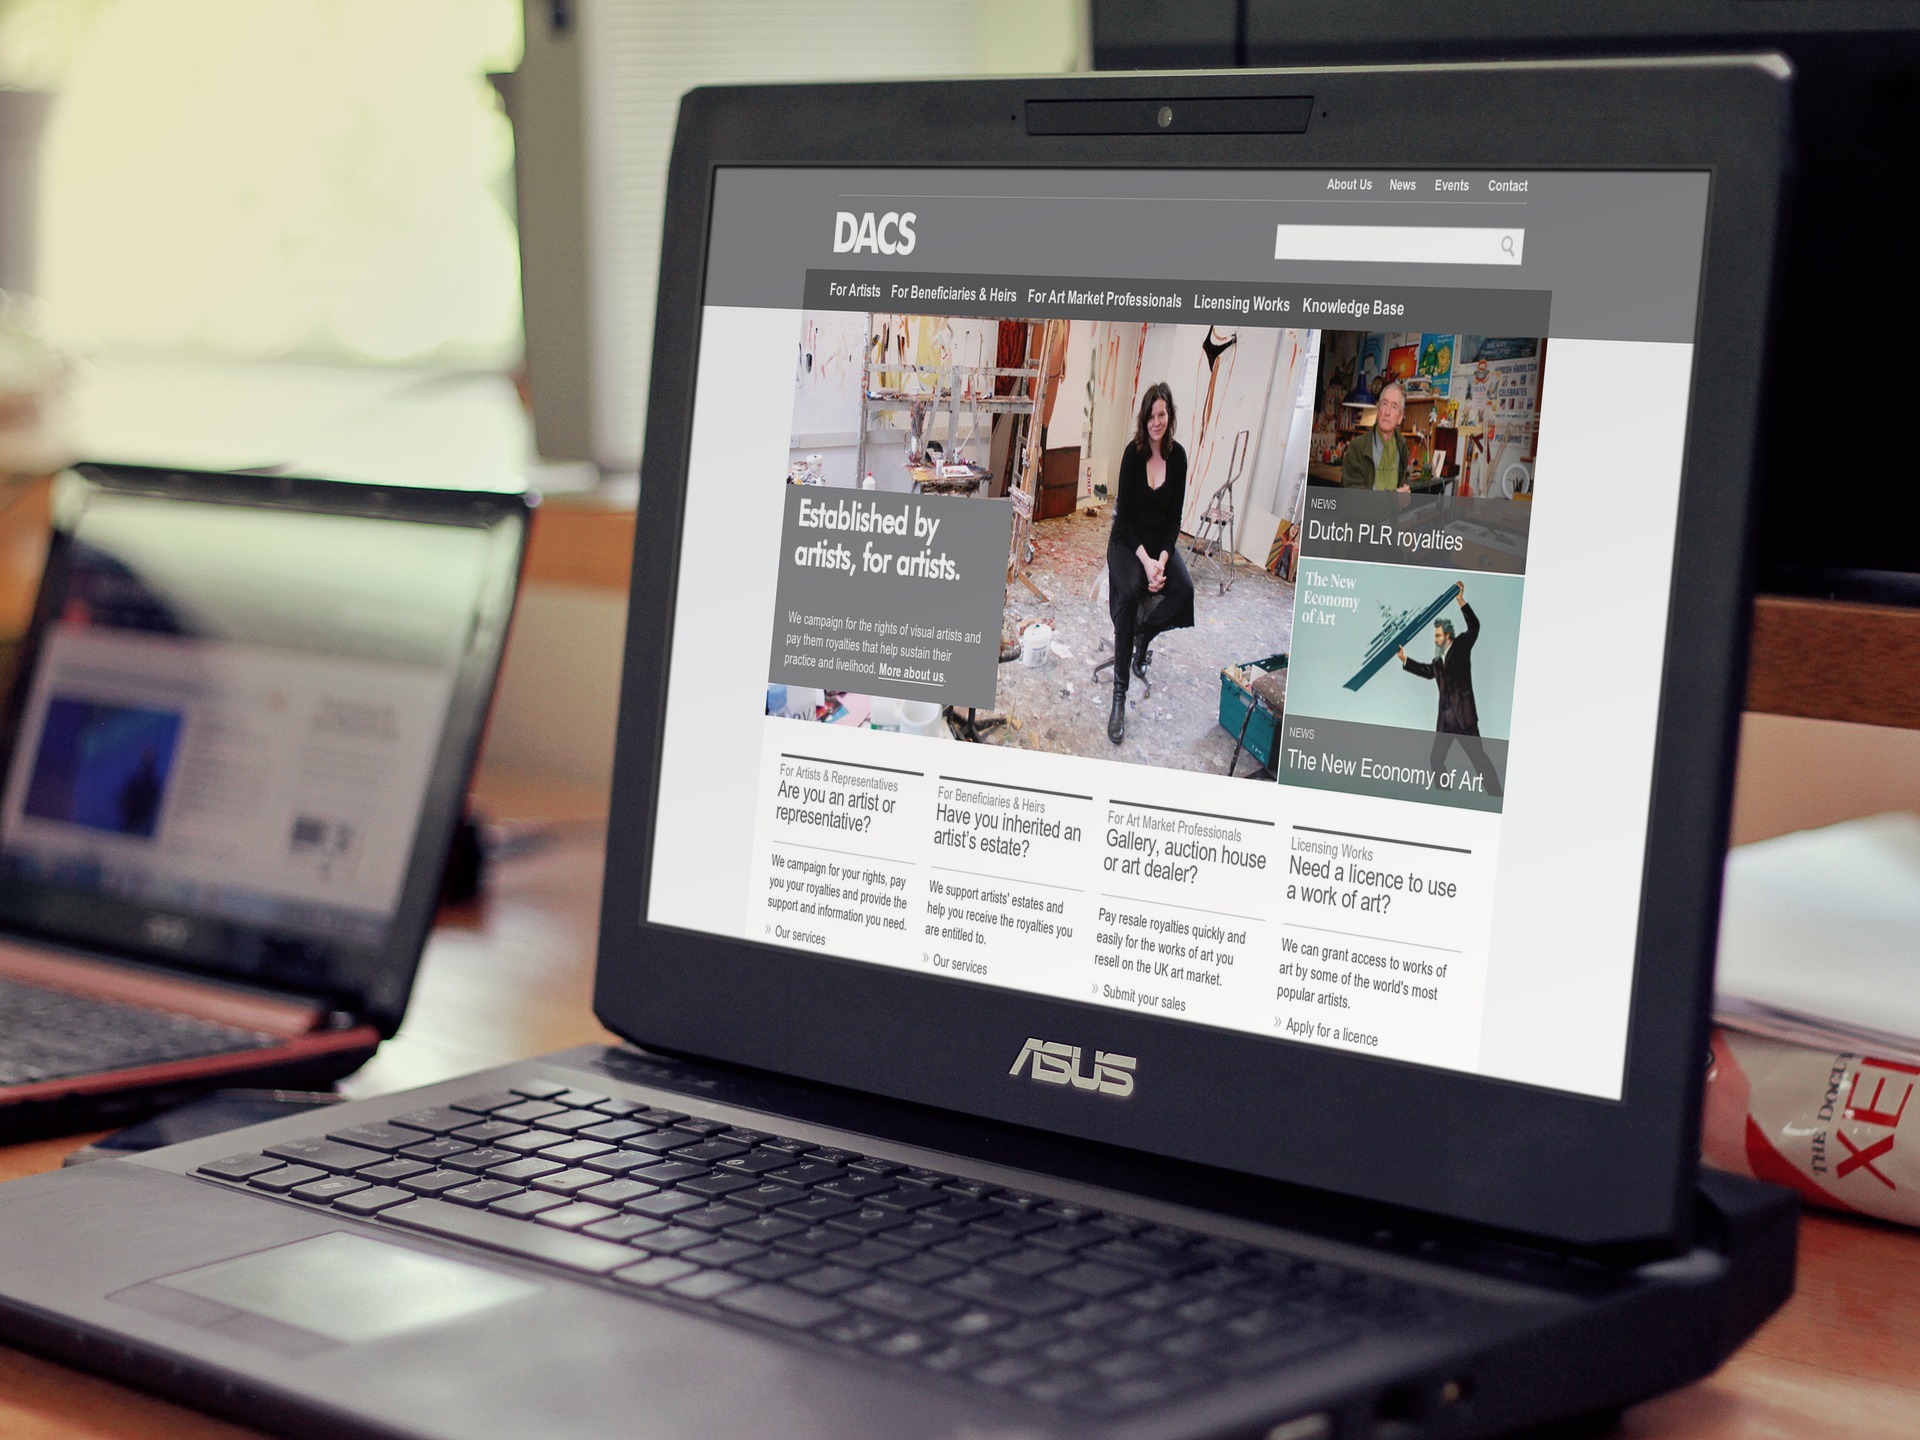 About Us News Events Contact
DACS
For Artists For Beneficiaries & Heirs For Art Market Professionals Licensing Works Knowledge Base
Established by
artists, for artists.
We campaign for the rights of visual artists and
pay them royalties that help sustain their
practice and livelihood. More about us.
NEWS
Dutch PLR royalties
The New
Economy
of Art
NEWS
The New Economy of Art
For Artists & Representatives
Are you an artist or
representative?
We campaign for your rights, pay
you your royalties and provide the
support and information you need.
» Our services
For Beneficiaries & Heirs
Have you inherited an
artist's estate?
We support artists' estates and
help you receive the royalties you
are entitled to.
» Our services
For Art Market Professionals
Gallery, auction house
or art dealer?
Pay resale royalties quickly and
easily for the works of art you
resell on the UK art market.
» Submit your sales
Licensing Works
Need a licence to use
a work of art?
We can grant access to works of
art by some of the world's most
popular artists.
» Apply for a licence
ASUS
THE DOCU
XE